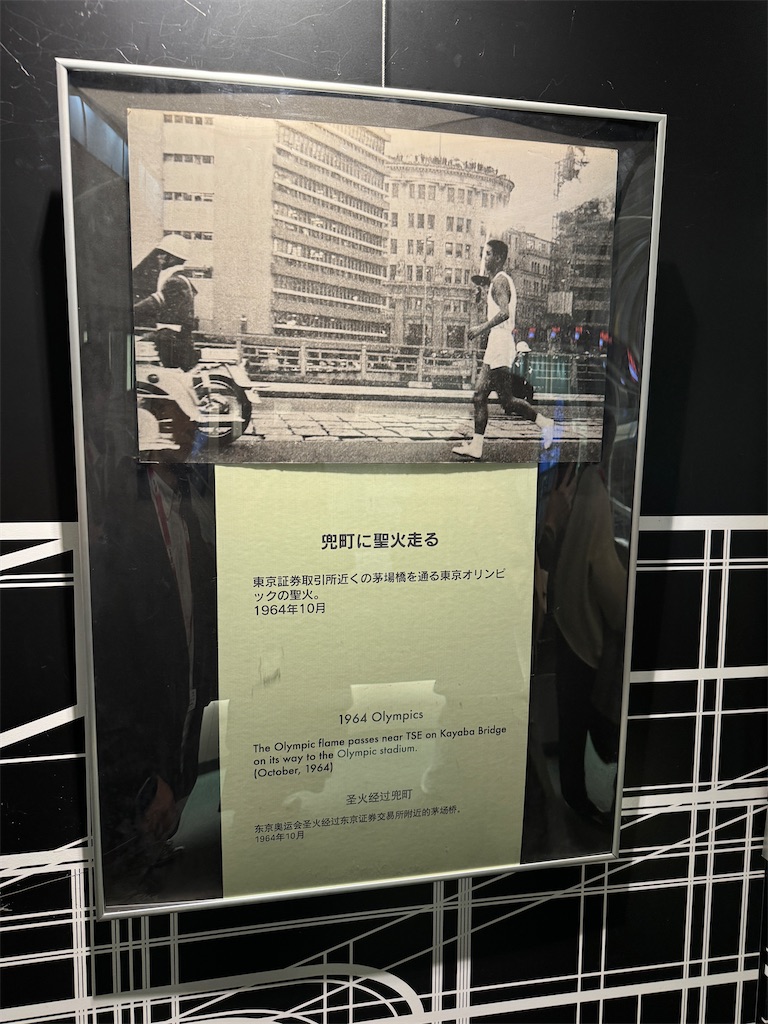 兜町に聖火走る
東京証券取引所近くの茅場橋を通る東京オリンピ
ックの聖火。
1964年10月
1964 Olympics
The Olympic flame passes near TSE on Kayaba Bridge
on its way to the Olympic stadium.
(October, 1964)
圣火经过兜町
东京奥运会圣火经过东京证券交易所附近的茅场桥。
1964年10月